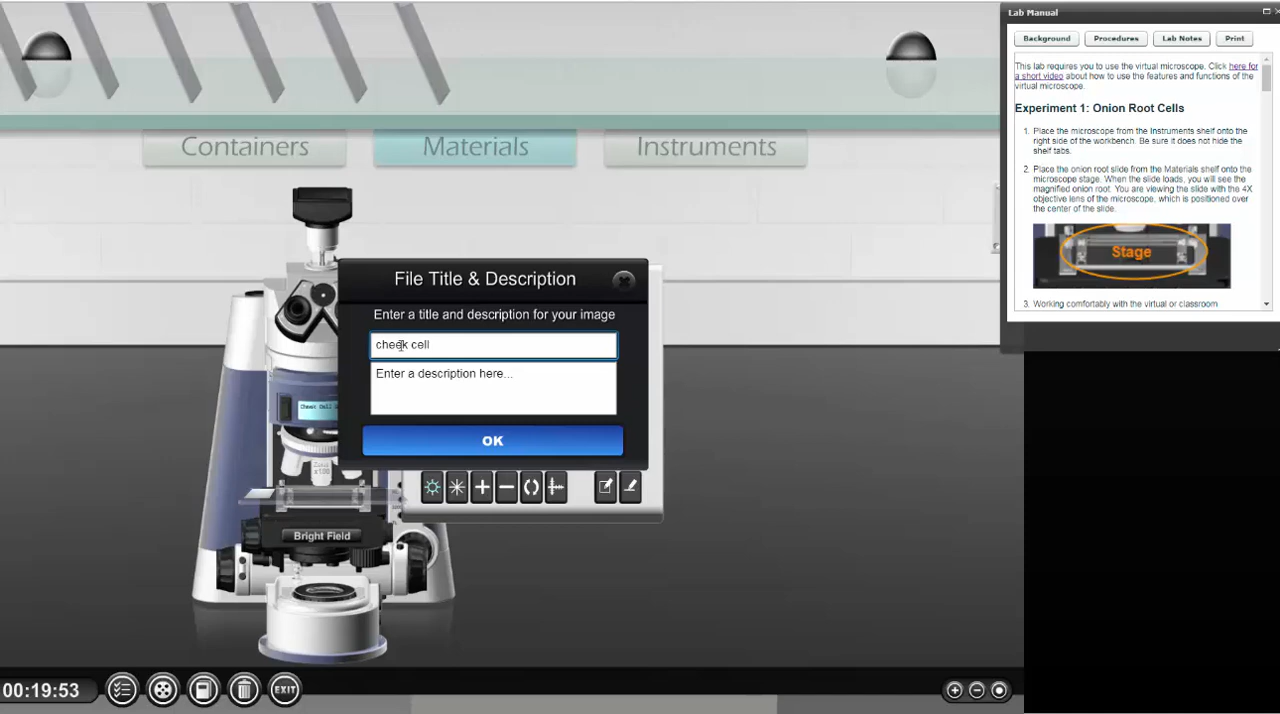 Lab Manual
Background Procedures Lab Notes Print
This lab requires you to use the virtual microscope. Click here for
a short video about how to use the features and functions of the
virtual microscope.
Experiment 1: Onion Root Cells
1. Place the microscope from the Instruments shelf onto the
right side of the workbench. Be sure it does not hide the
shelf tabs.
2. Place the onion root slide from the Materials shelf onto the
microscope stage. When the slide loads, you will see the
magnified onion root. You are viewing the slide with the 4X
objective lens of the microscope, which is positioned over
the center of the slide.
Stage
3. Working comfortably with the virtual or classroom
Containers Materials Instruments
File Title & Description
Enter a title and description for your image
cheek cell
Enter a description here...
OK
Cheek Cell
x100
Bright Field
00:19:53
EXIT